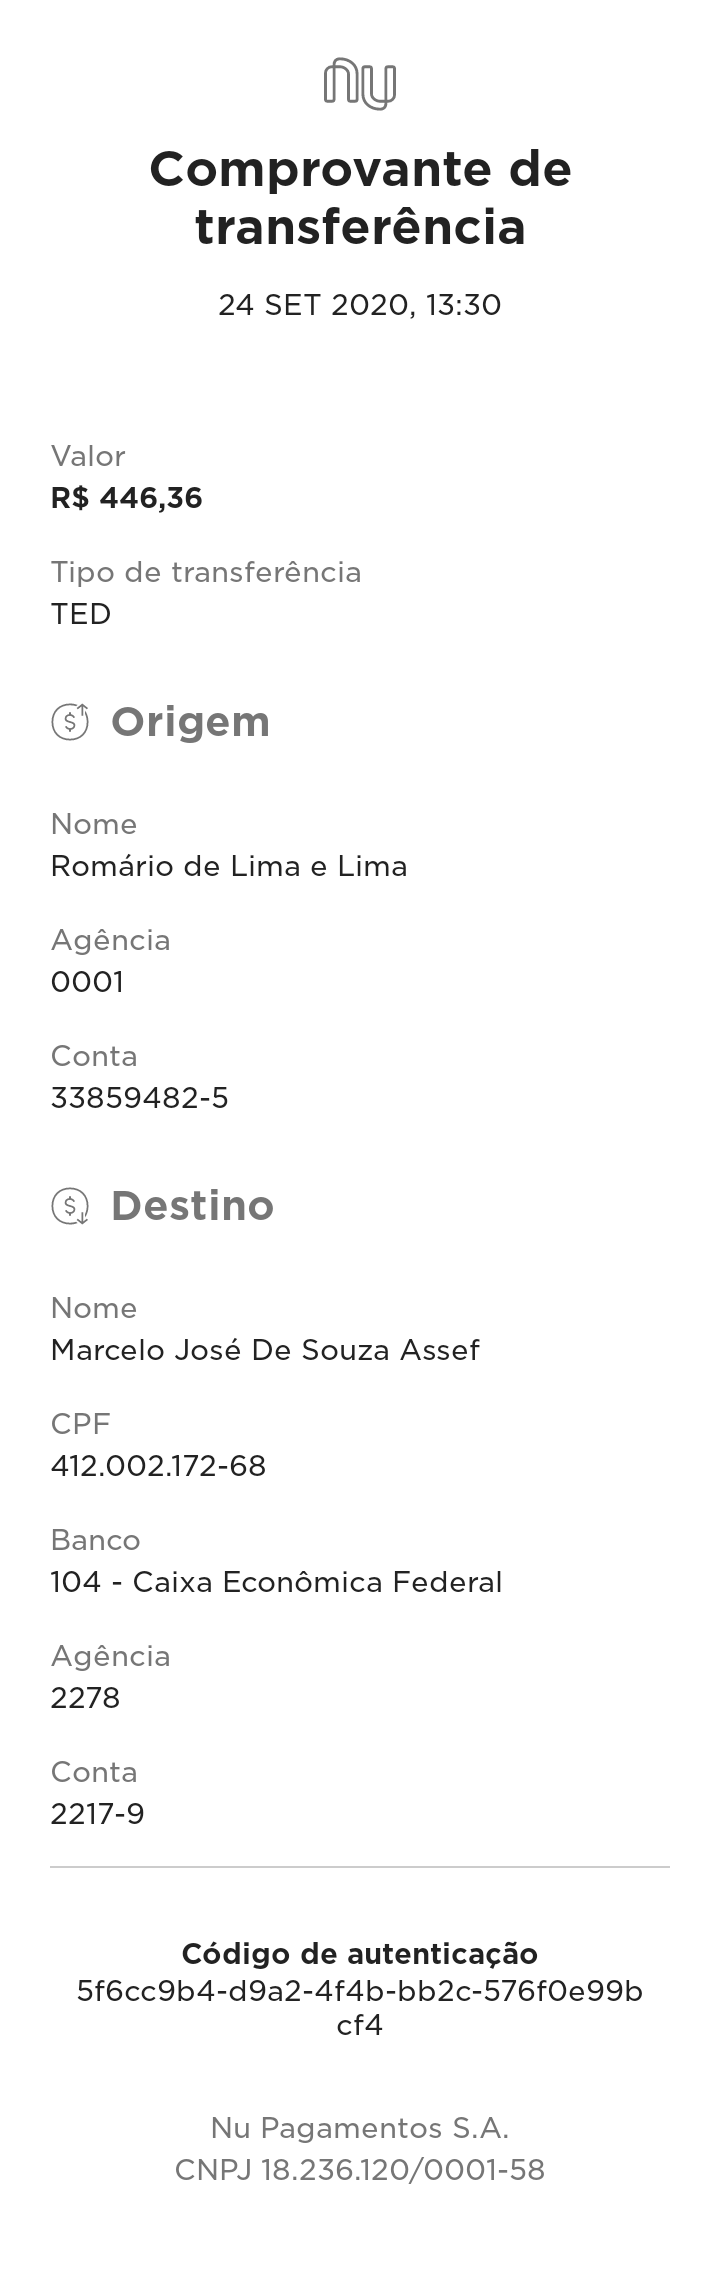 nu
Comprovante de
transferência
24 SET 2020, 13:30
Valor
R$ 446,36
Tipo de transferência
TED
Origem
Nome
Romário de Lima e Lima
Agência
0001
Conta
33859482-5
Destino
Nome
Marcelo José De Souza Assef
CPF
412.002.172-68
Banco
104 - Caixa Econômica Federal
Agência
2278
Conta
2217-9
Código de autenticação
5f6cc9b4-d9a2-4f4b-bb2c-576f0e99b
cf4
Nu Pagamentos S.A.
CNPJ 18.236.120/0001-58